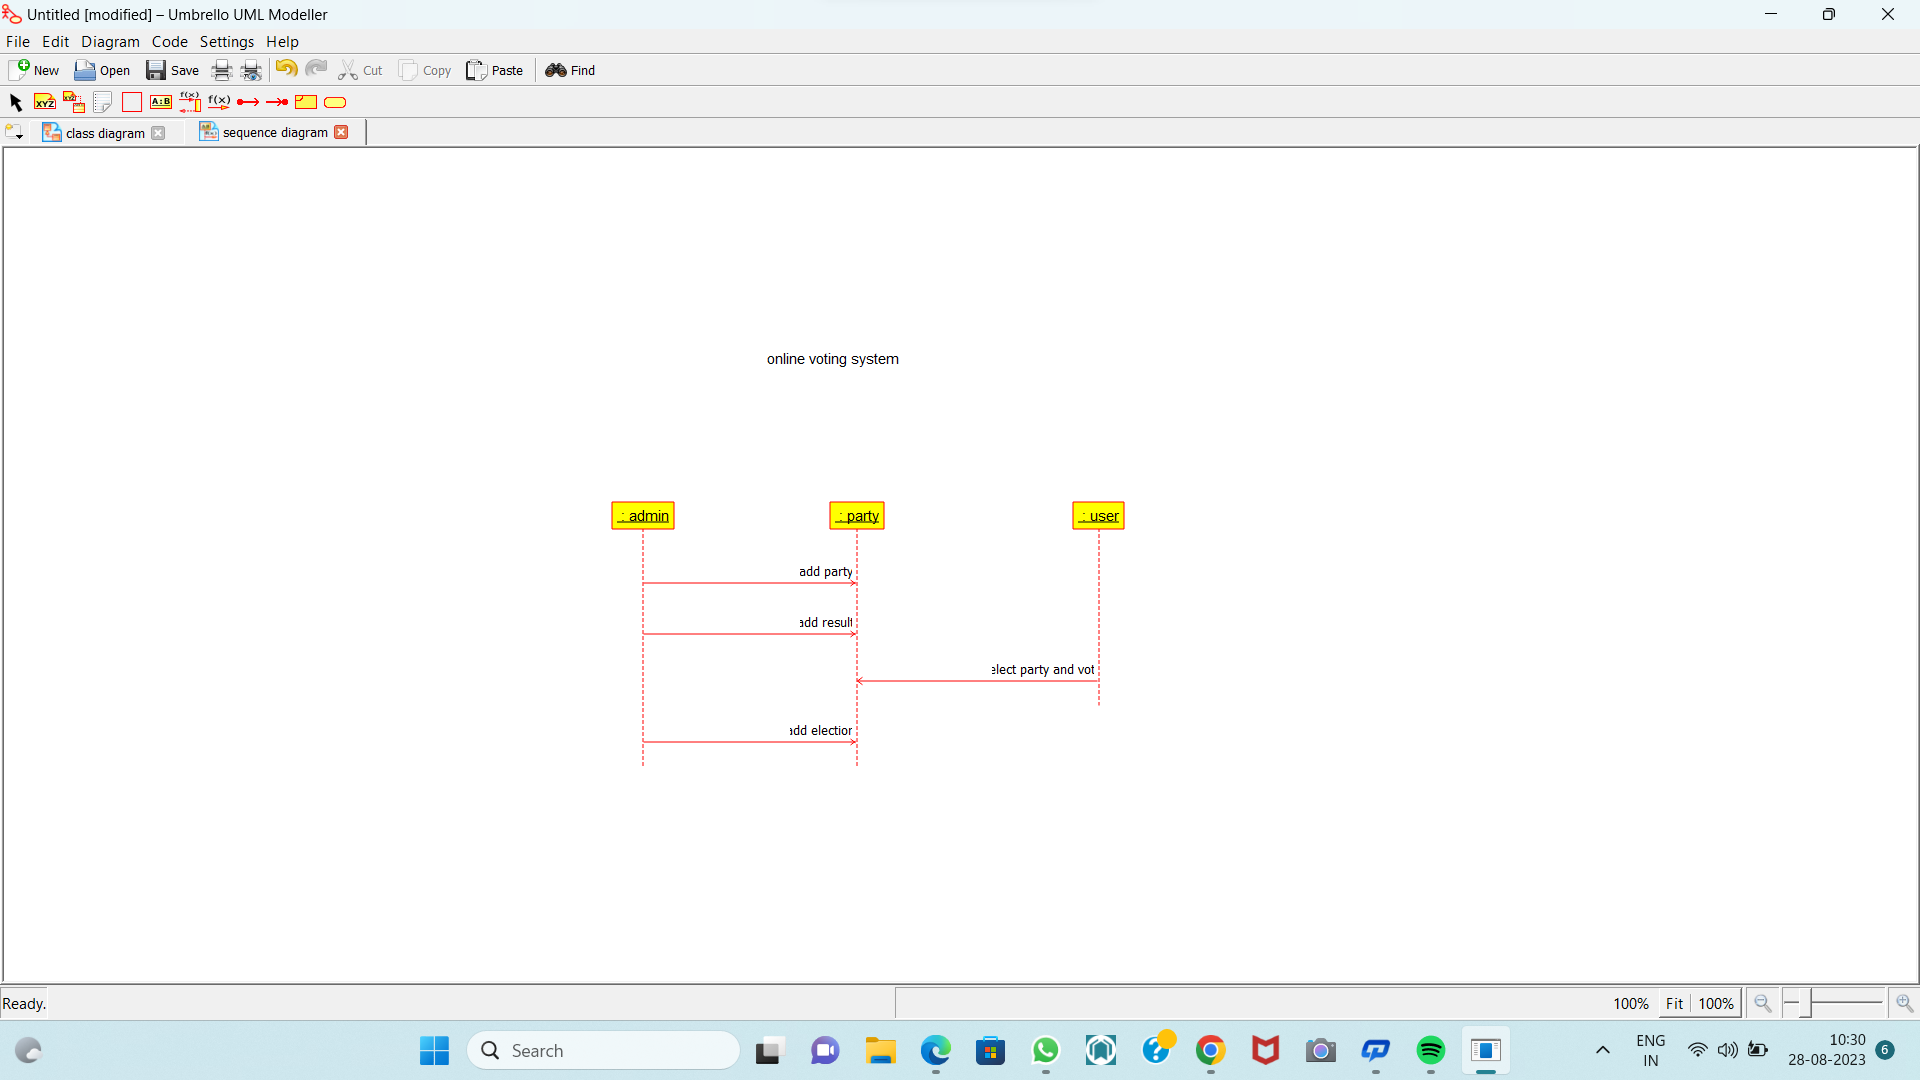 Untitled [modified] – Umbrello UML Modeller
File Edit Diagram Code Settings Help
New Open Save Cut Copy Paste Find
XYZ XYZ A:B f(x) f(x)
class diagram sequence diagram
online voting system
: admin : party : user
add party
add result
elect party and vot
add election
Ready.
100% Fit 100%
Search
ENG
IN
10:30
28-08-2023
6